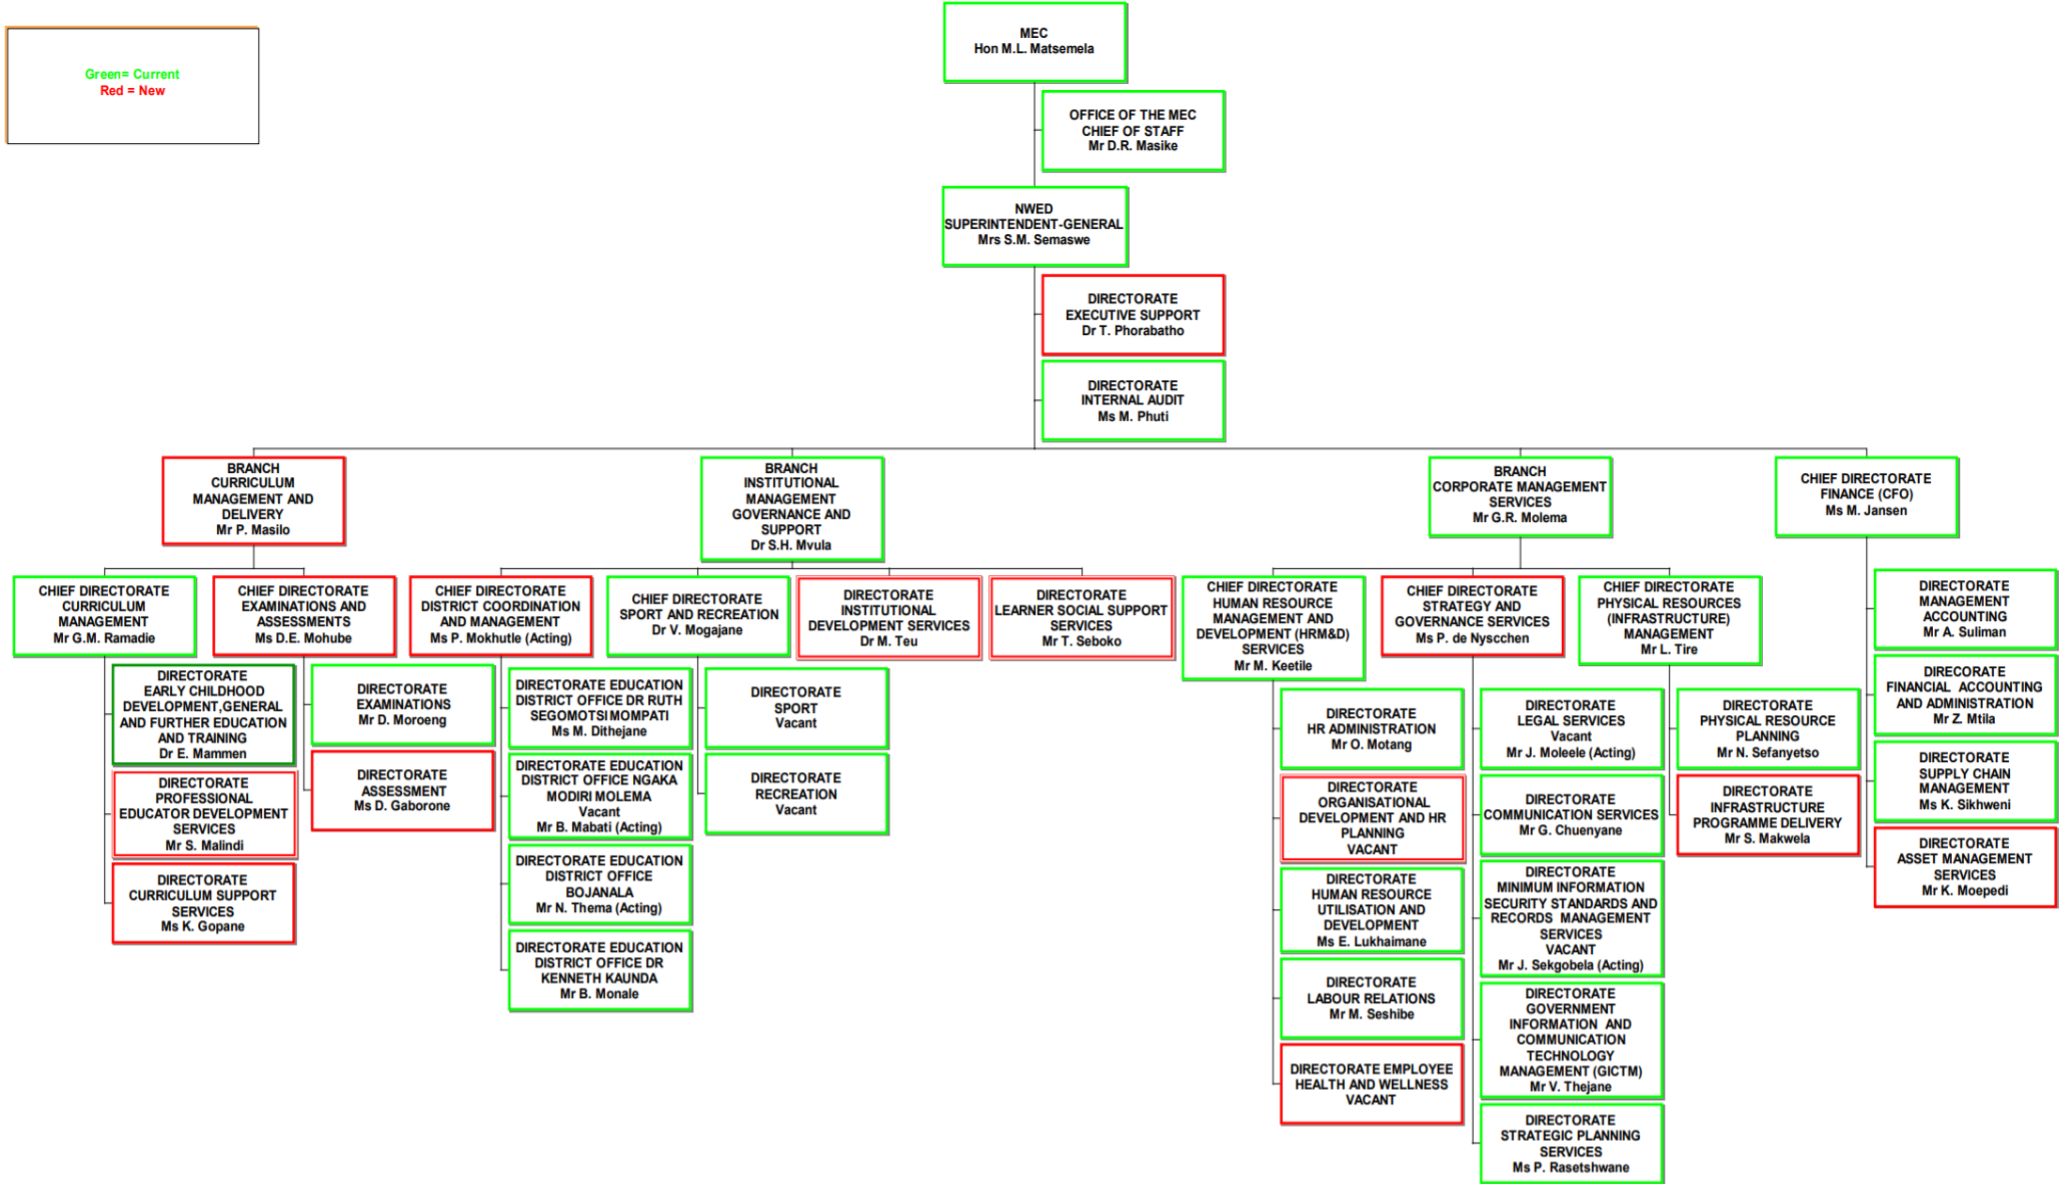 Green= Current
Red = New
MEC
Hon M.L. Matsemela
OFFICE OF THE MEC
CHIEF OF STAFF
Mr D.R. Masike
NWED
SUPERINTENDENT-GENERAL
Mrs S.M. Semaswe
DIRECTORATE
EXECUTIVE SUPPORT
Dr T. Phorabatho
DIRECTORATE
INTERNAL AUDIT
Ms M. Phuti
BRANCH
CURRICULUM
MANAGEMENT AND
DELIVERY
Mr P. Masilo
BRANCH
INSTITUTIONAL
MANAGEMENT
GOVERNANCE AND
SUPPORT
Dr S.H. Mvula
BRANCH
CORPORATE MANAGEMENT
SERVICES
Mr G.R. Molema
CHIEF DIRECTORATE
FINANCE (CFO)
Ms M. Jansen
CHIEF DIRECTORATE
CURRICULUM
MANAGEMENT
Mr G.M. Ramadie
CHIEF DIRECTORATE
EXAMINATIONS AND
ASSESSMENTS
Ms D.E. Mohube
CHIEF DIRECTORATE
DISTRICT COORDINATION
AND MANAGEMENT
Ms P. Mokhutle (Acting)
CHIEF DIRECTORATE
SPORT AND RECREATION
Dr V. Mogajane
DIRECTORATE
INSTITUTIONAL
DEVELOPMENT SERVICES
Dr M. Teu
DIRECTORATE
LEARNER SOCIAL SUPPORT
SERVICES
Mr T. Seboko
CHIEF DIRECTORATE
HUMAN RESOURCE
MANAGEMENT AND
DEVELOPMENT (HRM&D)
SERVICES
Mr M. Keetile
CHIEF DIRECTORATE
STRATEGY AND
GOVERNANCE SERVICES
Ms P. de Nyscchen
CHIEF DIRECTORATE
PHYSICAL RESOURCES
(INFRASTRUCTURE)
MANAGEMENT
Mr L. Tire
DIRECTORATE
MANAGEMENT
ACCOUNTING
Mr A. Suliman
DIRECORATE
FINANCIAL ACCOUNTING
AND ADMINISTRATION
Mr Z. Mtila
DIRECTORATE
SUPPLY CHAIN
MANAGEMENT
Ms K. Sikhweni
DIRECTORATE
ASSET MANAGEMENT
SERVICES
Mr K. Moepedi
DIRECTORATE
EARLY CHILDHOOD
DEVELOPMENT,GENERAL
AND FURTHER EDUCATION
AND TRAINING
Dr E. Mammen
DIRECTORATE
PROFESSIONAL
EDUCATOR DEVELOPMENT
SERVICES
Mr S. Malindi
DIRECTORATE
CURRICULUM SUPPORT
SERVICES
Ms K. Gopane
DIRECTORATE
EXAMINATIONS
Mr D. Moroeng
DIRECTORATE
ASSESSMENT
Ms D. Gaborone
DIRECTORATE EDUCATION
DISTRICT OFFICE DR RUTH
SEGOMOTSI MOMPATI
Ms M. Dithejane
DIRECTORATE EDUCATION
DISTRICT OFFICE NGAKA
MODIRI MOLEMA
Vacant
Mr B. Mabati (Acting)
DIRECTORATE EDUCATION
DISTRICT OFFICE
BOJANALA
Mr N. Thema (Acting)
DIRECTORATE EDUCATION
DISTRICT OFFICE DR
KENNETH KAUNDA
Mr B. Monale
DIRECTORATE
SPORT
Vacant
DIRECTORATE
RECREATION
Vacant
DIRECTORATE
HR ADMINISTRATION
Mr O. Motang
DIRECTORATE
ORGANISATIONAL
DEVELOPMENT AND HR
PLANNING
VACANT
DIRECTORATE
HUMAN RESOURCE
UTILISATION AND
DEVELOPMENT
Ms E. Lukhaimane
DIRECTORATE
LABOUR RELATIONS
Mr M. Seshibe
DIRECTORATE EMPLOYEE
HEALTH AND WELLNESS
VACANT
DIRECTORATE
LEGAL SERVICES
Vacant
Mr J. Moleele (Acting)
DIRECTORATE
COMMUNICATION SERVICES
Mr G. Chuenyane
DIRECTORATE
MINIMUM INFORMATION
SECURITY STANDARDS AND
RECORDS MANAGEMENT
SERVICES
VACANT
Mr J. Sekgobela (Acting)
DIRECTORATE
GOVERNMENT
INFORMATION AND
COMMUNICATION
TECHNOLOGY
MANAGEMENT (GICTM)
Mr V. Thejane
DIRECTORATE
STRATEGIC PLANNING
SERVICES
Ms P. Rasetshwane
DIRECTORATE
PHYSICAL RESOURCE
PLANNING
Mr N. Sefanyetso
DIRECTORATE
INFRASTRUCTURE
PROGRAMME DELIVERY
Mr S. Makwela